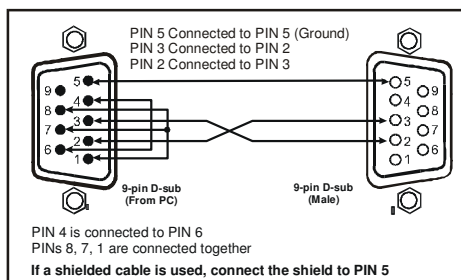 PIN 5 Connected to PIN 5 (Ground)
PIN 3 Connected to PIN 2
PIN 2 Connected to PIN 3
5
9
4
8
3
7
2
6
1
5
9
4
8
3
7
2
6
1
9-pin D-sub
(From PC)
9-pin D-sub
(Male)
PIN 4 is connected to PIN 6
PINs 8, 7, 1 are connected together
If a shielded cable is used, connect the shield to PIN 5